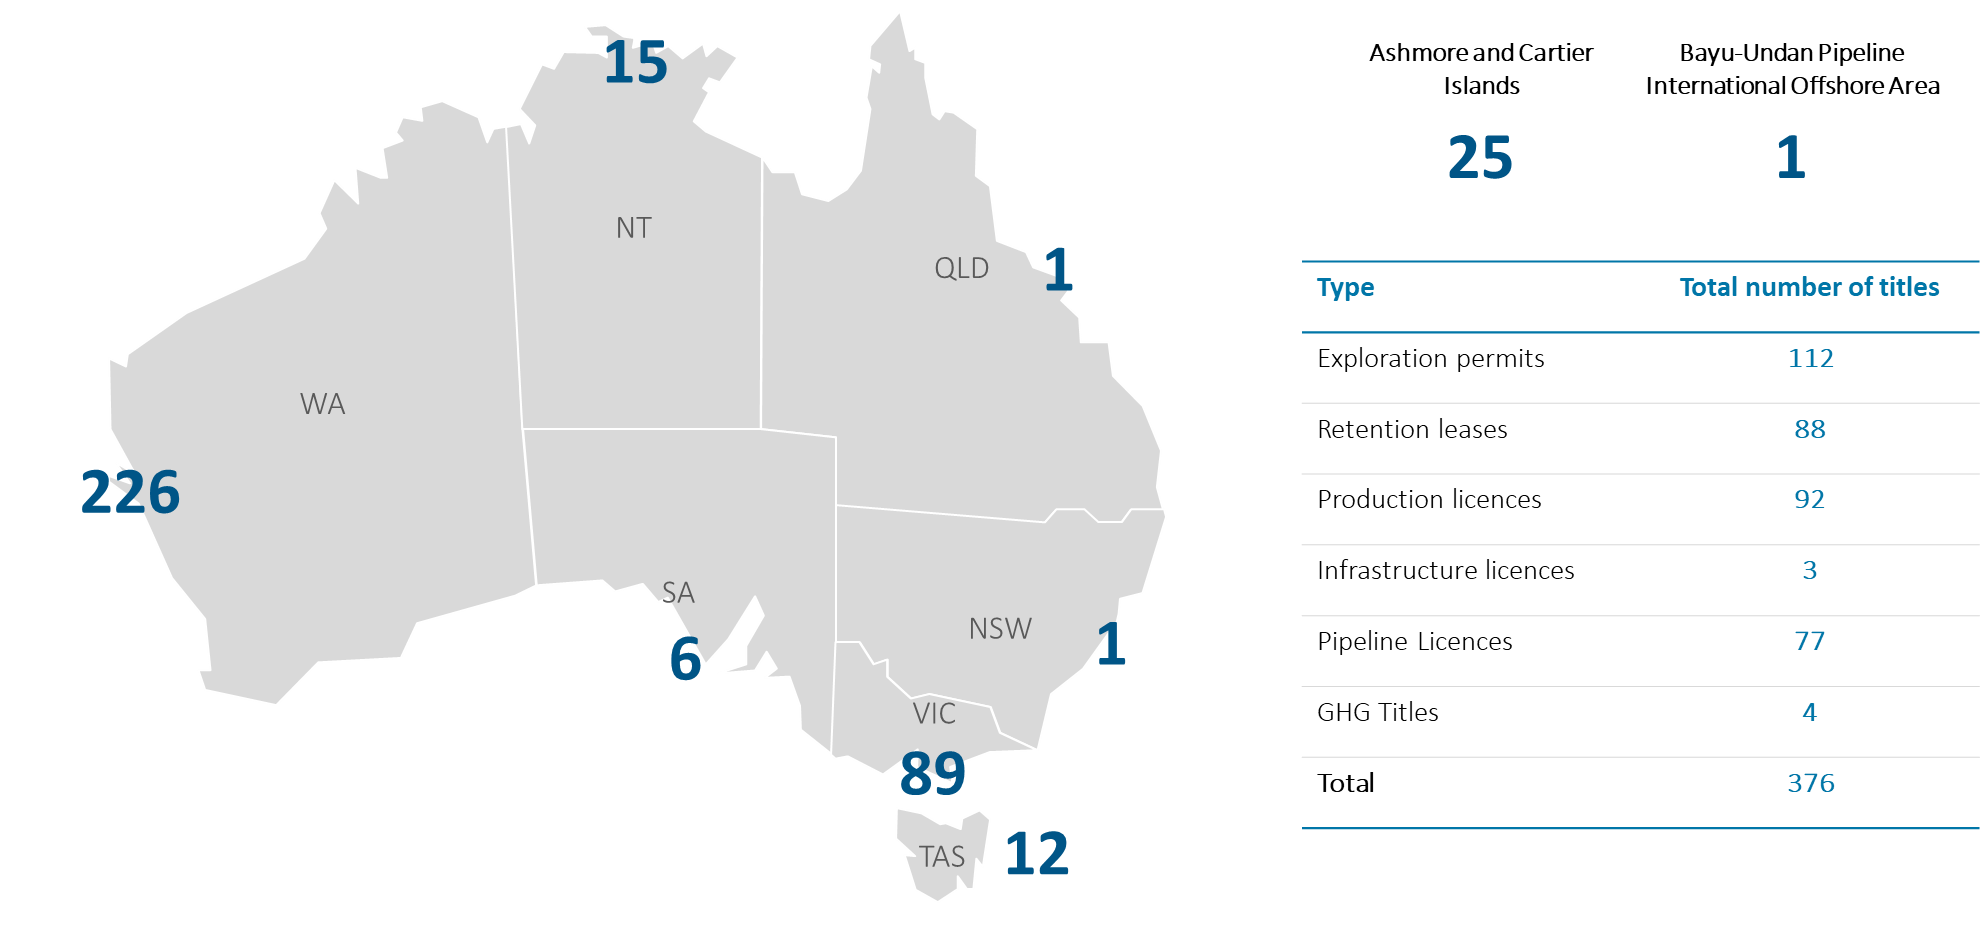 15
NT
QLD
1
WA
226
SA
6
NSW
1
VIC
89
TAS
12
Ashmore and Cartier
Islands
25
Bayu-Undan Pipeline
International Offshore Area
1
Type Total number of titles
Exploration permits 112
Retention leases 88
Production licences 92
Infrastructure licences 3
Pipeline Licences 77
GHG Titles 4
Total 376